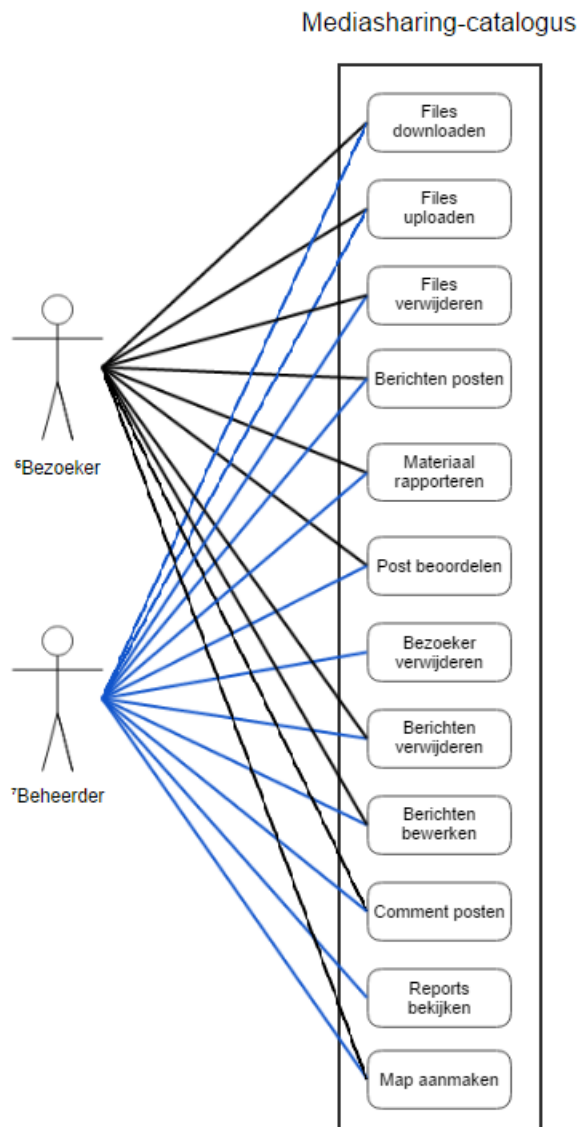 Mediasharing-catalogus
Files
downloaden
Files
uploaden
Files
verwijderen
Berichten posten
Materiaal
rapporteren
Post beoordelen
Bezoeker
verwijderen
Berichten
verwijderen
Berichten
bewerken
Comment posten
Reports
bekijken
Map aanmaken
⁶Bezoeker
⁷Beheerder